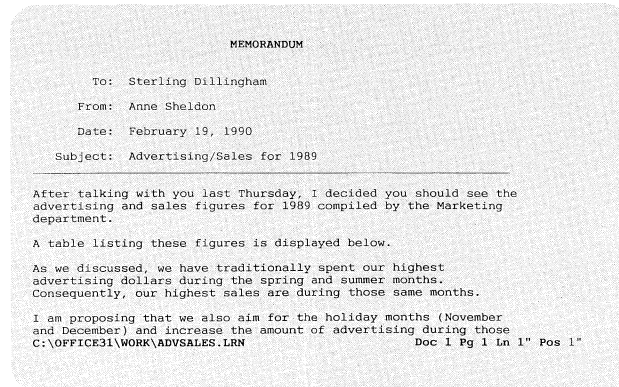 MEMORANDUM
To: Sterling Dillingham
From: Anne Sheldon
Date: February 19, 1990
Subject: Advertising/Sales for 1989
After talking with you last Thursday, I decided you should see the
advertising and sales figures for 1989 compiled by the Marketing
department.
A table listing these figures is displayed below.
As we discussed, we have traditionally spent our highest
advertising dollars during the spring and summer months.
Consequently, our highest sales are during those same months.
I am proposing that we also aim for the holiday months (November
and December) and increase the amount of advertising during those
C:\OFFICE31\WORK\ADVSALES.LRN Doc 1 Pg 1 Ln 1" Pos 1"